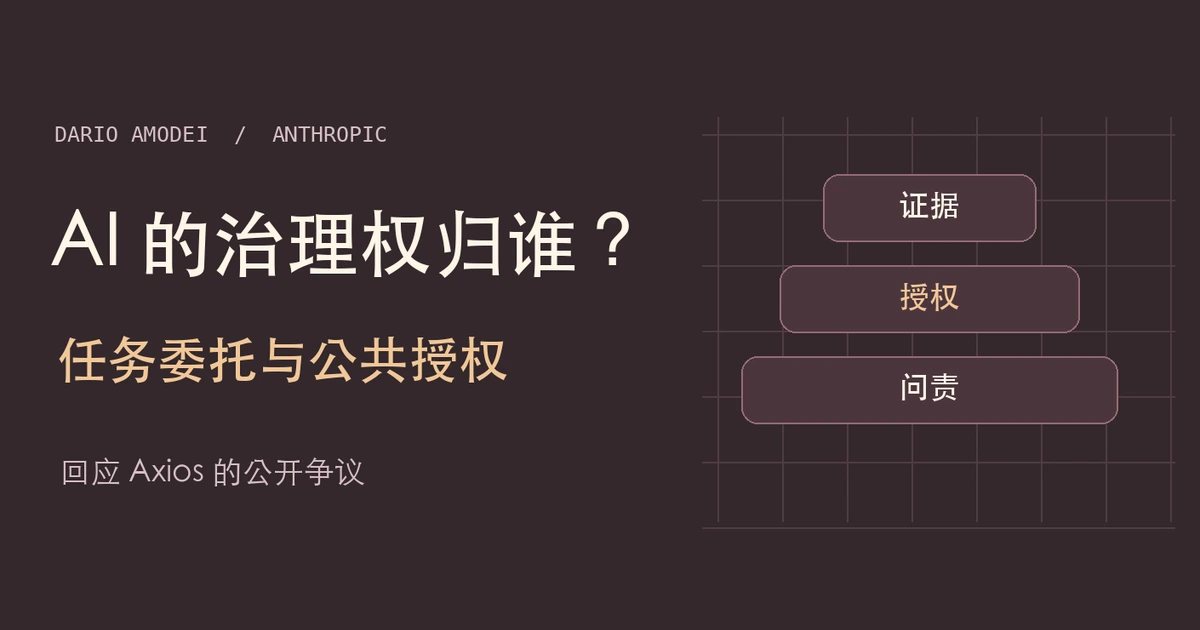 DARIO AMODEI / ANTHROPIC
AI 的治理权归谁？
任务委托与公共授权
回应 Axios 的公开争议
证据
授权
问责